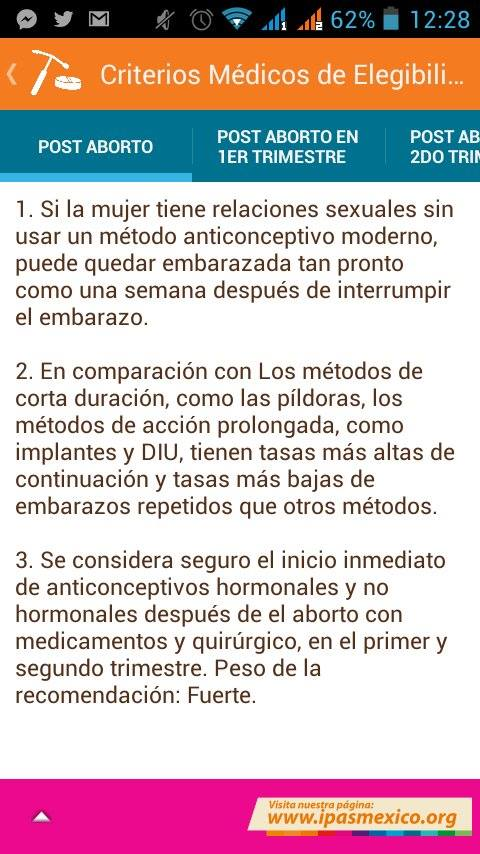 62% 12:28
Criterios Médicos de Elegibili...
POST ABORTO
POST ABORTO EN
1ER TRIMESTRE
POST AB
2DO TRIM
1. Si la mujer tiene relaciones sexuales sin
usar un método anticonceptivo moderno,
puede quedar embarazada tan pronto
como una semana después de interrumpir
el embarazo.
2. En comparación con Los métodos de
corta duración, como las píldoras, los
métodos de acción prolongada, como
implantes y DIU, tienen tasas más altas de
continuación y tasas más bajas de
embarazos repetidos que otros métodos.
3. Se considera seguro el inicio inmediato
de anticonceptivos hormonales y no
hormonales después de el aborto con
medicamentos y quirúrgico, en el primer y
segundo trimestre. Peso de la
recomendación: Fuerte.
Visita nuestra página:
www.ipasmexico.org